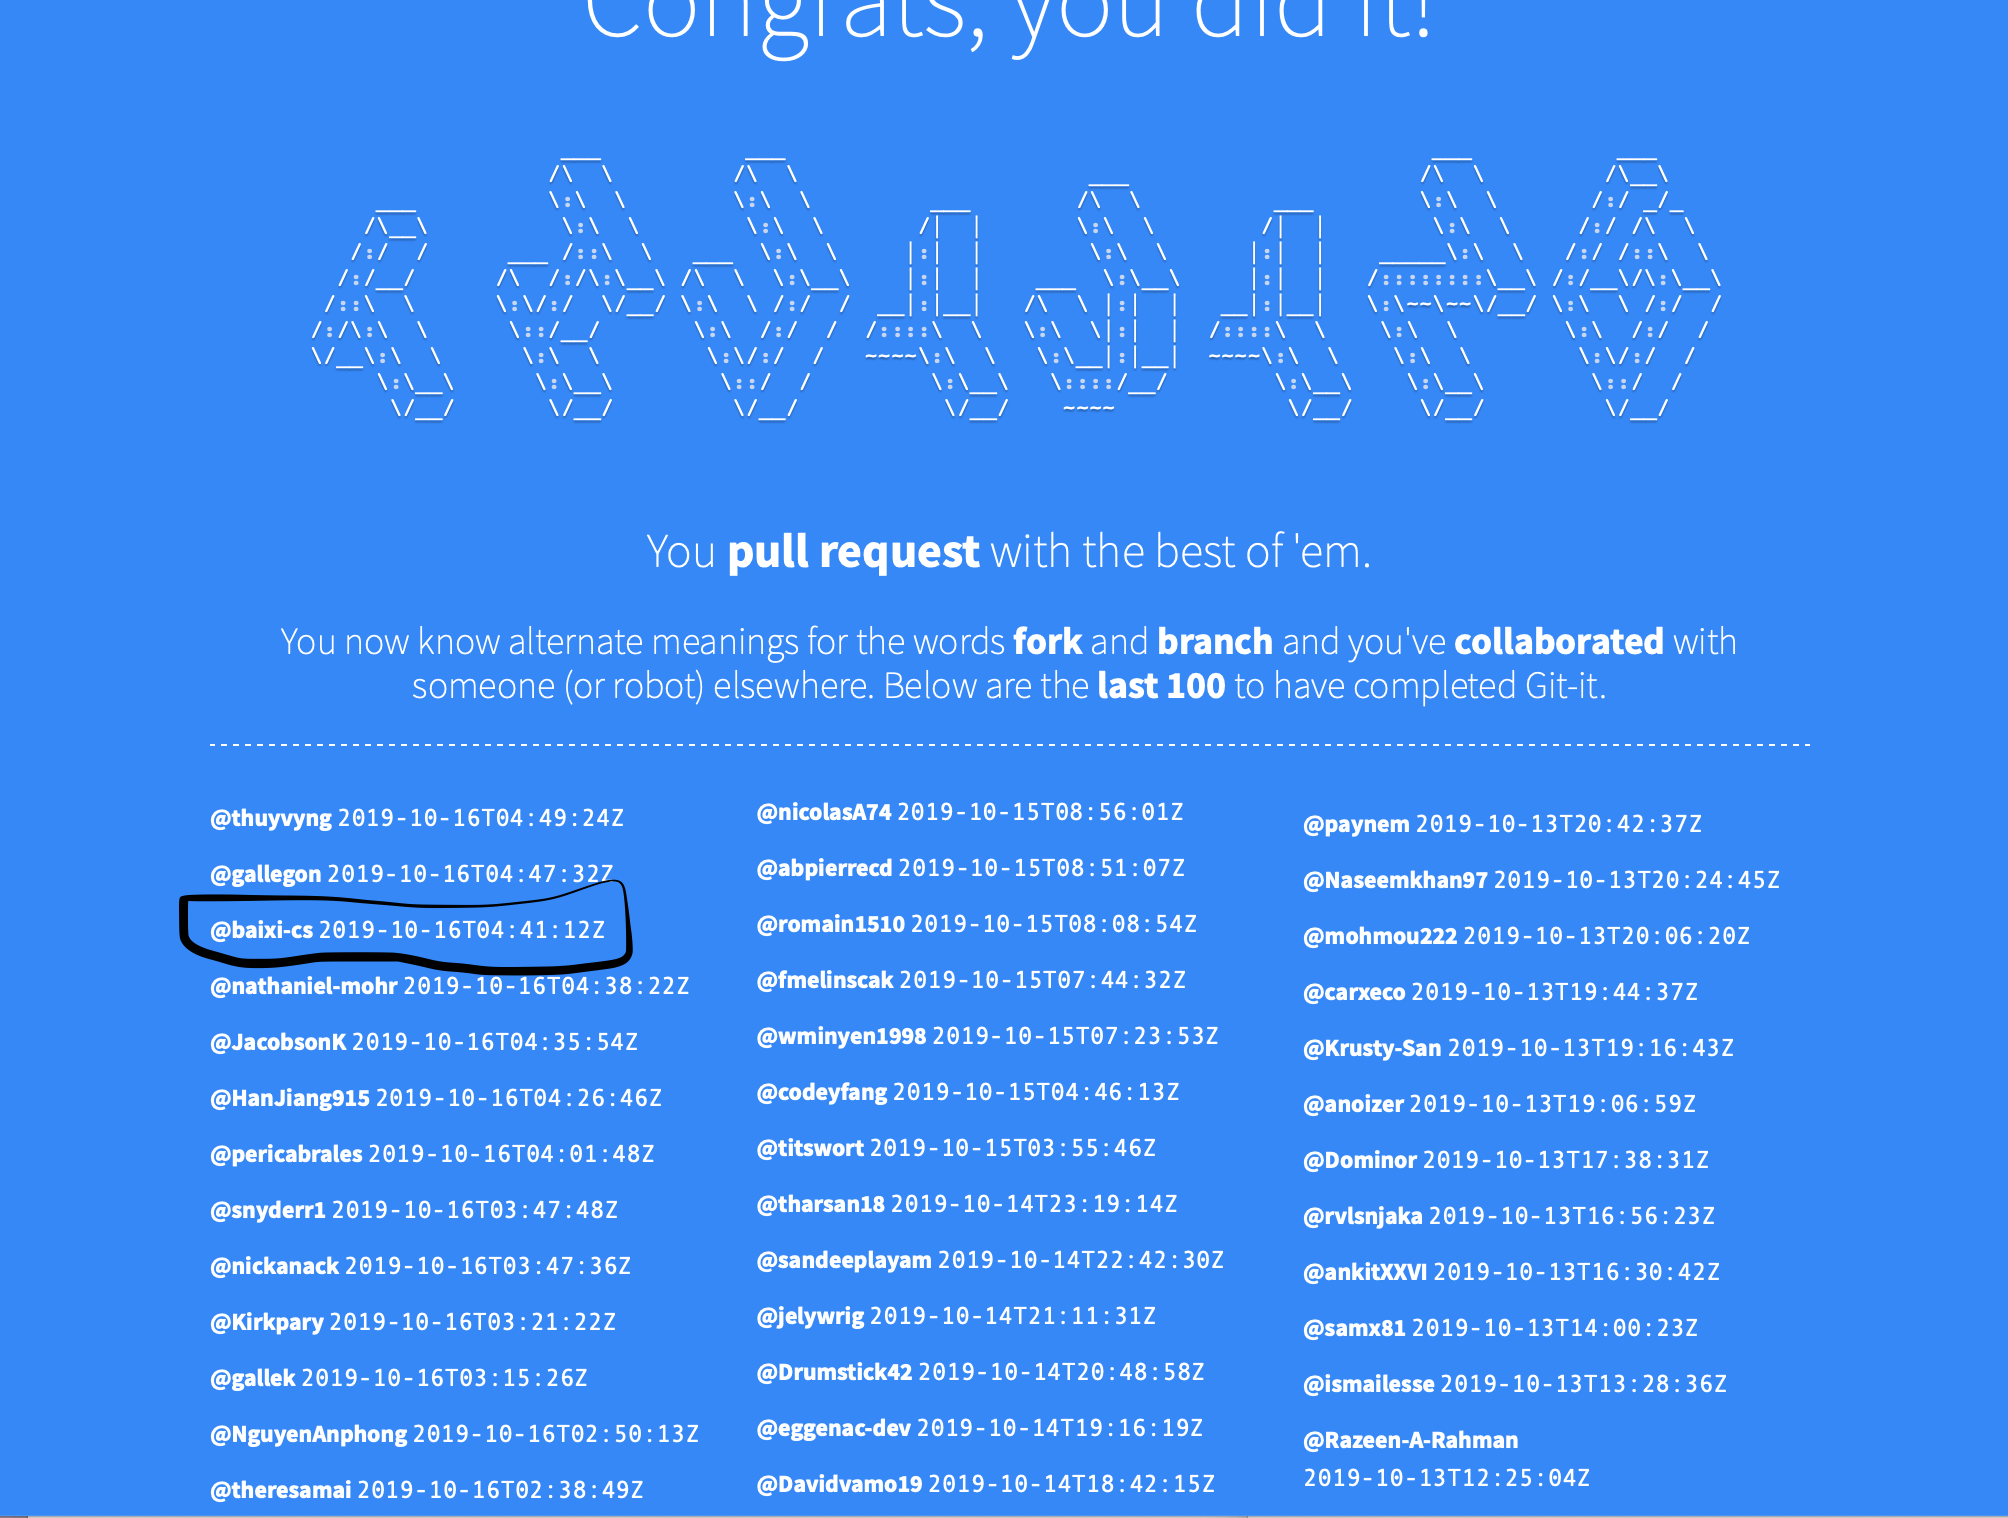 Congrats, you did it!
You pull request with the best of 'em.
You now know alternate meanings for the words fork and branch and you've collaborated with
someone (or robot) elsewhere. Below are the last 100 to have completed Git-it.
@thuyvyng 2019-10-16T04:49:24Z
@gallegon 2019-10-16T04:47:32Z
@baixi-cs 2019-10-16T04:41:12Z
@nathaniel-mohr 2019-10-16T04:38:22Z
@JacobsonK 2019-10-16T04:35:54Z
@HanJiang915 2019-10-16T04:26:46Z
@pericabrales 2019-10-16T04:01:48Z
@snyderr1 2019-10-16T03:47:48Z
@nickanack 2019-10-16T03:47:36Z
@Kirkpary 2019-10-16T03:21:22Z
@gallek 2019-10-16T03:15:26Z
@NguyenAnphong 2019-10-16T02:50:13Z
@theresamai 2019-10-16T02:38:49Z
@nicolasA74 2019-10-15T08:56:01Z
@abpierrecd 2019-10-15T08:51:07Z
@romain1510 2019-10-15T08:08:54Z
@fmelinscak 2019-10-15T07:44:32Z
@wminyen1998 2019-10-15T07:23:53Z
@codeyfang 2019-10-15T04:46:13Z
@titswort 2019-10-15T03:55:46Z
@tharsan18 2019-10-14T23:19:14Z
@sandeeplayam 2019-10-14T22:42:30Z
@jelywrig 2019-10-14T21:11:31Z
@Drumstick42 2019-10-14T20:48:58Z
@eggenac-dev 2019-10-14T19:16:19Z
@Davidvamo19 2019-10-14T18:42:15Z
@paynem 2019-10-13T20:42:37Z
@Naseemkhan97 2019-10-13T20:24:45Z
@mohmou222 2019-10-13T20:06:20Z
@carxeco 2019-10-13T19:44:37Z
@Krusty-San 2019-10-13T19:16:43Z
@anoizer 2019-10-13T19:06:59Z
@Dominor 2019-10-13T17:38:31Z
@rvlsnjaka 2019-10-13T16:56:23Z
@ankitXXVI 2019-10-13T16:30:42Z
@samx81 2019-10-13T14:00:23Z
@ismailesse 2019-10-13T13:28:36Z
@Razeen-A-Rahman
2019-10-13T12:25:04Z